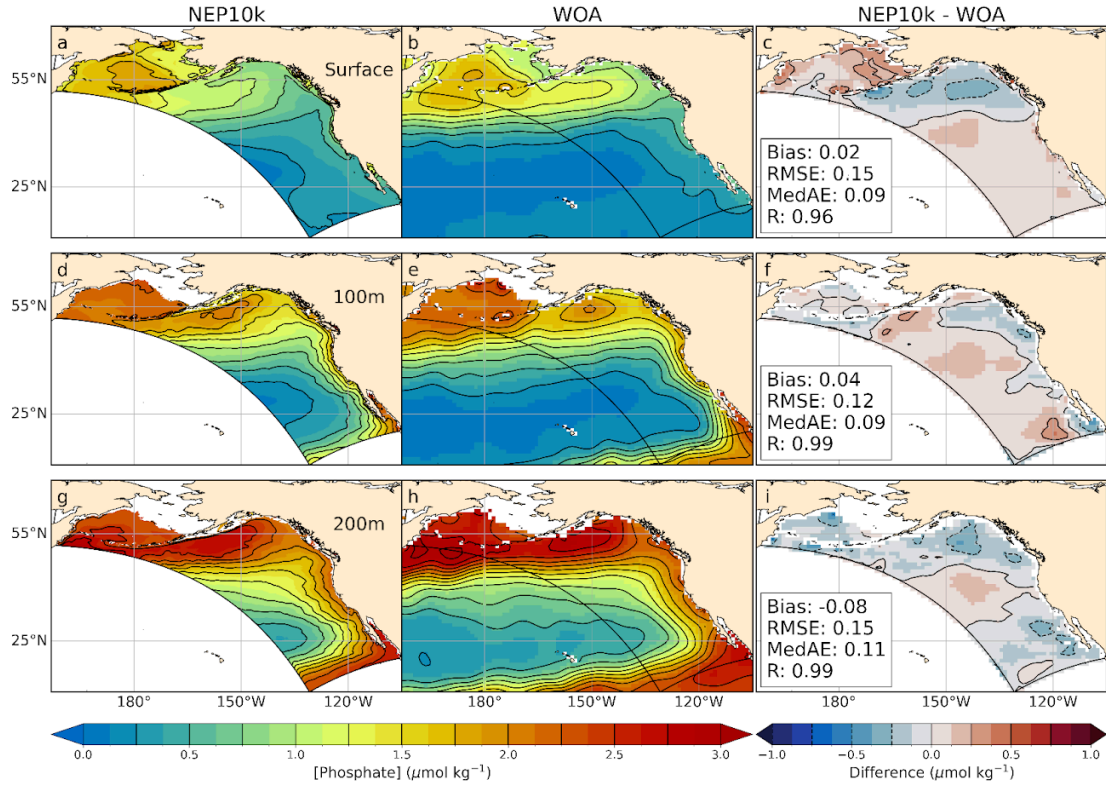 NEP10k WOA NEP10k - WOA
a Surface b c
55°N
25°N
Bias: 0.02
RMSE: 0.15
MedAE: 0.09
R: 0.96
d 100m e f
55°N
25°N
Bias: 0.04
RMSE: 0.12
MedAE: 0.09
R: 0.99
g 200m h i
55°N
25°N
Bias: -0.08
RMSE: 0.15
MedAE: 0.11
R: 0.99
180° 150°W 120°W 180° 150°W 120°W 180° 150°W 120°W
0.0 0.5 1.0 1.5 2.0 2.5 3.0 −1.0 −0.5 0.0 0.5 1.0
[Phosphate] (μmol kg⁻¹) Difference (μmol kg⁻¹)